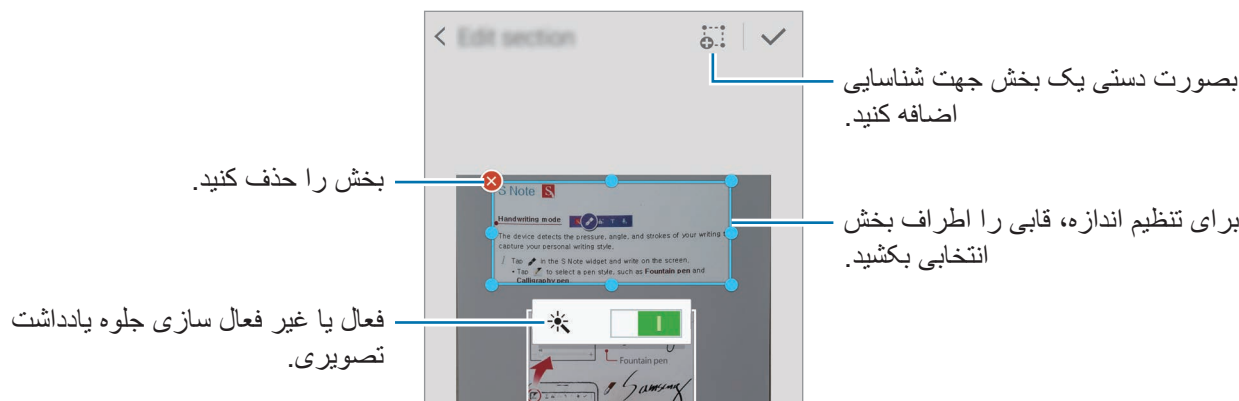 Edit section
بصورت دستی یک بخش جهت شناسایی
اضافه کنید.
بخش را حذف کنید.
S Note
Handwriting mode
The device detects the pressure, angle, and strokes of your writing t
capture your personal writing style.
1 Tap in the S Note widget and write on the screen.
• Tap to select a pen style, such as Fountain pen and
Calligraphy pen
برای تنظیم اندازه، قابی را اطراف بخش
انتخابی بکشید.
فعال یا غیر فعال سازی جلوه یادداشت
تصویری.
Fountain pen
Samsung